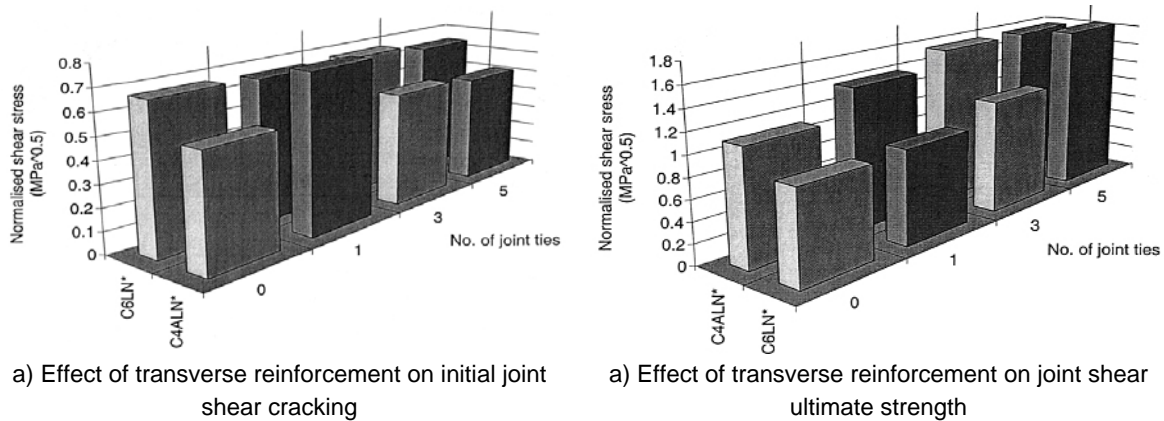 Normalised shear stress
(MPa^0.5)
0.8
0.7
0.6
0.5
0.4
0.3
0.2
0.1
0
C6LN*
C4ALN*
0
1
3
5
No. of joint ties
a) Effect of transverse reinforcement on initial joint
shear cracking
Normalised shear stress
(MPa^0.5)
1.8
1.6
1.4
1.2
1
0.8
0.6
0.4
0.2
0
C4ALN*
C6LN*
0
1
3
5
No. of joint ties
a) Effect of transverse reinforcement on joint shear
ultimate strength